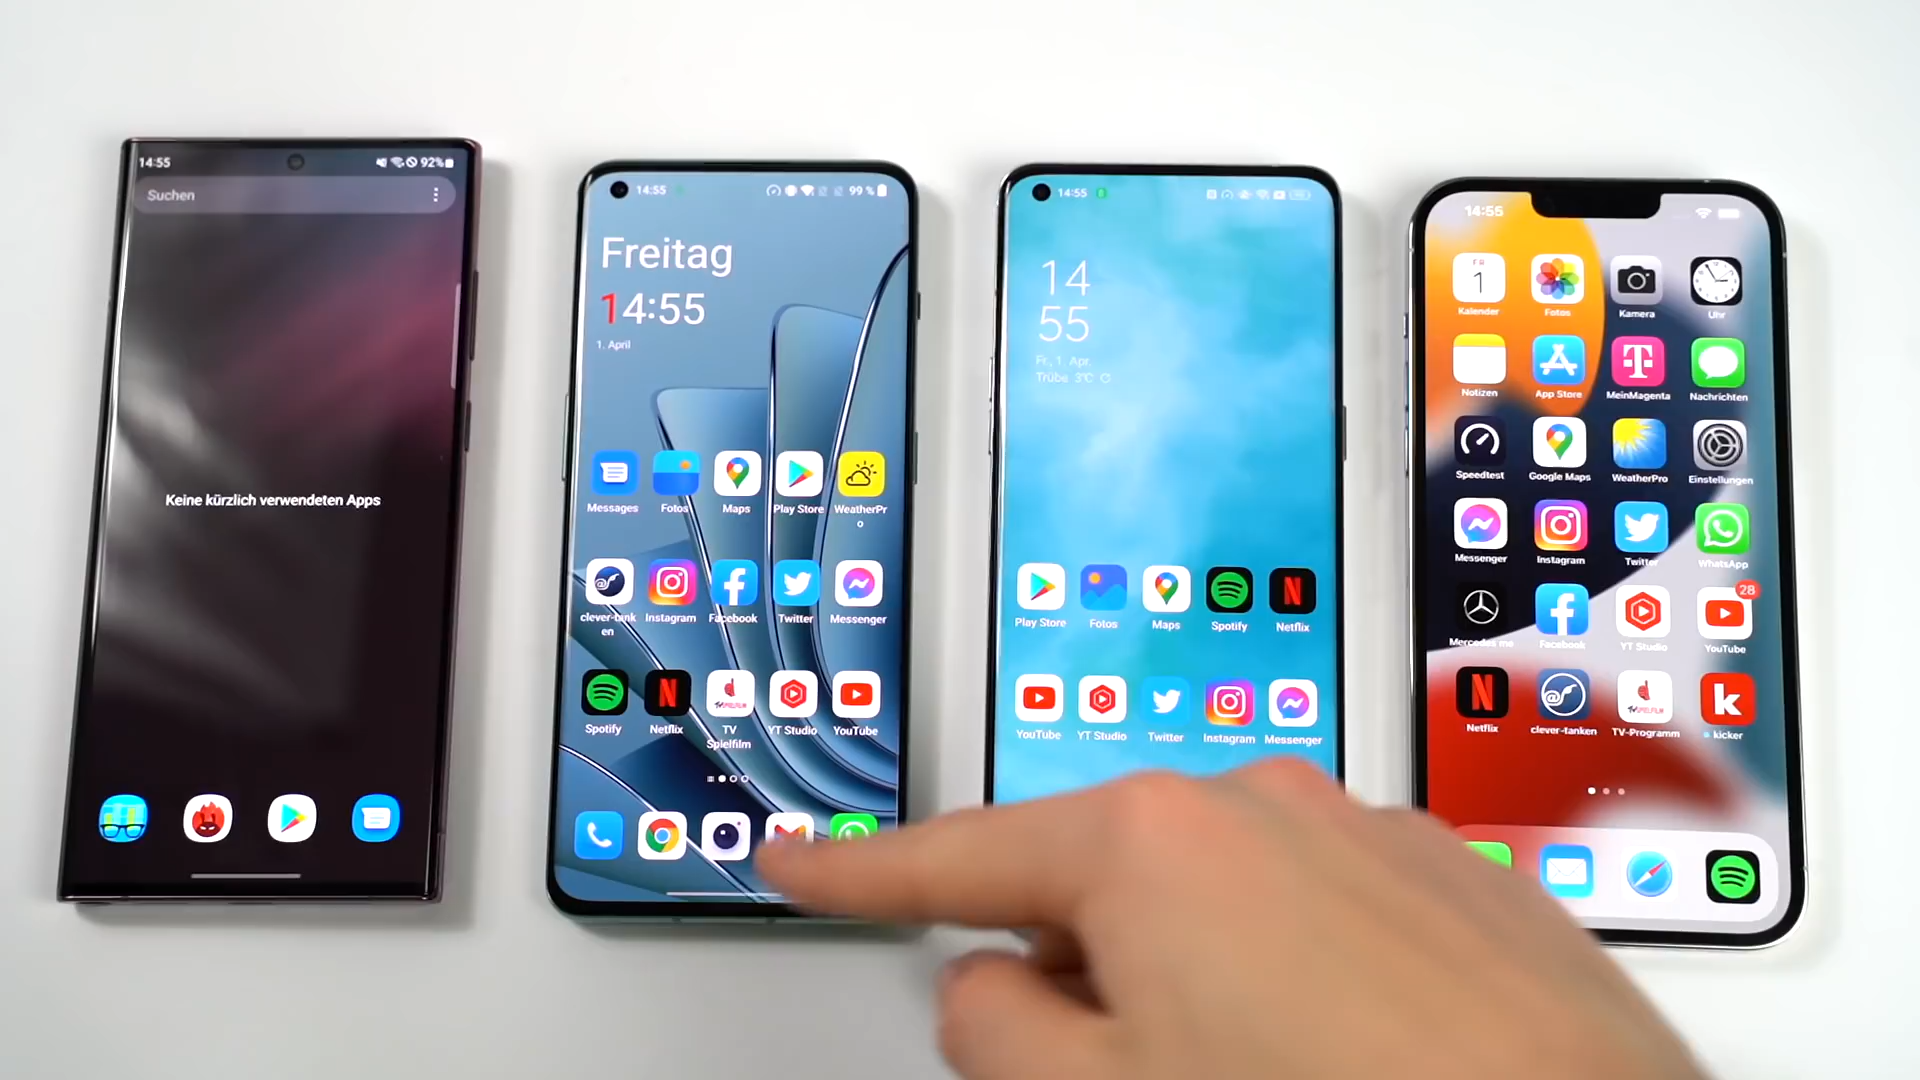 14:55
92%
Suchen
Keine kürzlich verwendeten Apps
14:55
99 %
Freitag
14:55
1. April
Messages
Fotos
Maps
Play Store
WeatherPr
o
clever-tank
en
Instagram
Facebook
Twitter
Messenger
Spotify
Netflix
TV
Spielfilm
YT Studio
YouTube
14:55
14
55
Fr., 1. Apr.
Trübe 3°C
Play Store
Fotos
Maps
Spotify
Netflix
YouTube
YT Studio
Twitter
Instagram
Messenger
14:55
FR
1
Kalender
Fotos
Kamera
Uhr
Notizen
App Store
MeinMagenta
Nachrichten
Speedtest
Google Maps
WeatherPro
Einstellungen
Messenger
Instagram
Twitter
WhatsApp
28
Mercedes me
Facebook
YT Studio
YouTube
Netflix
clever-tanken
TV-Programm
kicker